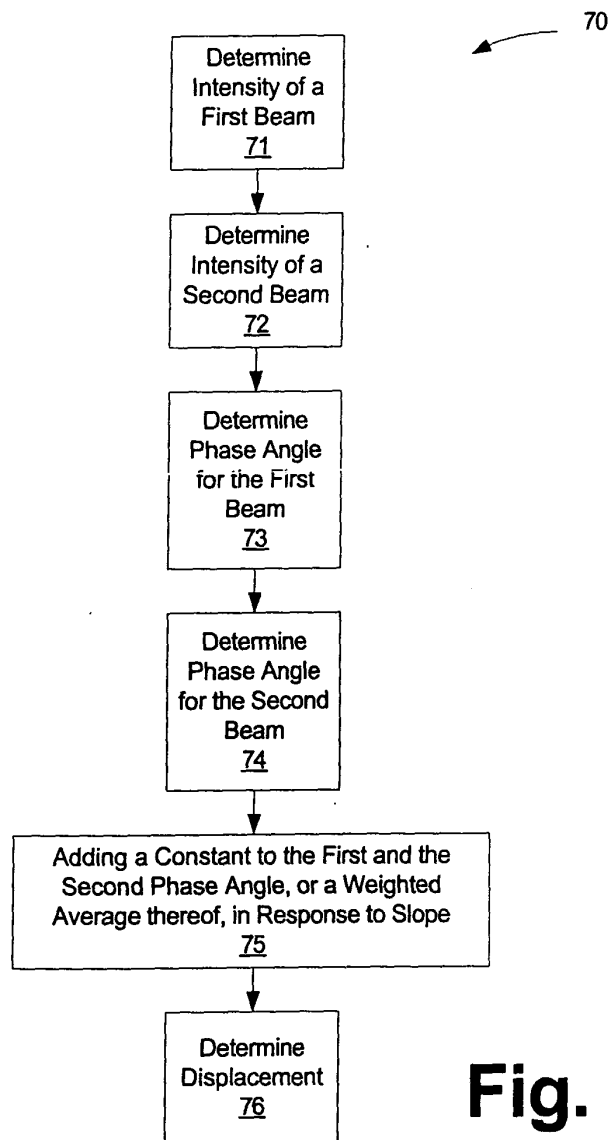 70
Determine
Intensity of a
First Beam
71
Determine
Intensity of a
Second Beam
72
Determine
Phase Angle
for the First
Beam
73
Determine
Phase Angle
for the Second
Beam
74
Adding a Constant to the First and the
Second Phase Angle, or a Weighted
Average thereof, in Response to Slope
75
Determine
Displacement
76
Fig.